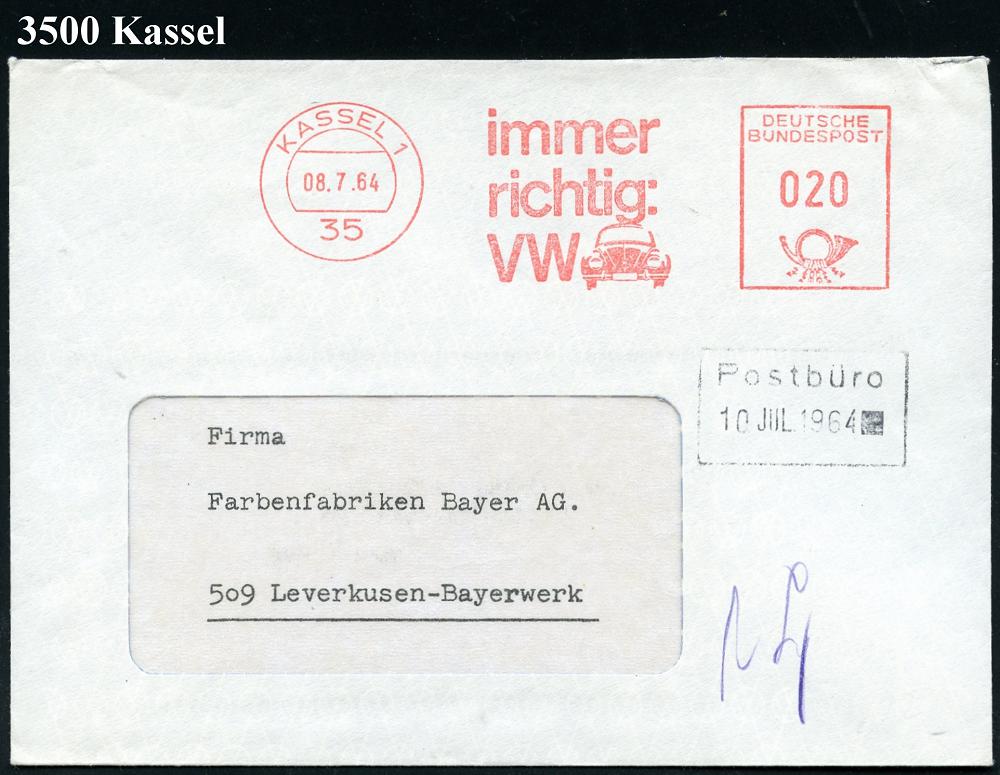 3500 Kassel
KASSEL 1
08.7.64
35
immer
richtig:
VW
DEUTSCHE
BUNDESPOST
020
Postbüro
10 JUL. 1964
Firma
Farbenfabriken Bayer AG.
509 Leverkusen-Bayerwerk